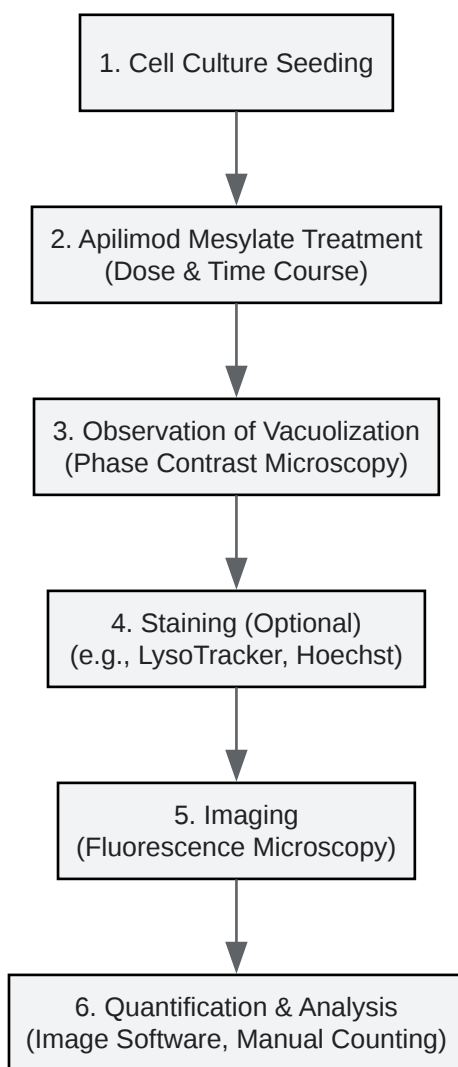 1. Cell Culture Seeding
2. Apilimod Mesylate Treatment
(Dose & Time Course)
3. Observation of Vacuolization
(Phase Contrast Microscopy)
4. Staining (Optional)
(e.g., LysoTracker, Hoechst)
5. Imaging
(Fluorescence Microscopy)
6. Quantification & Analysis
(Image Software, Manual Counting)